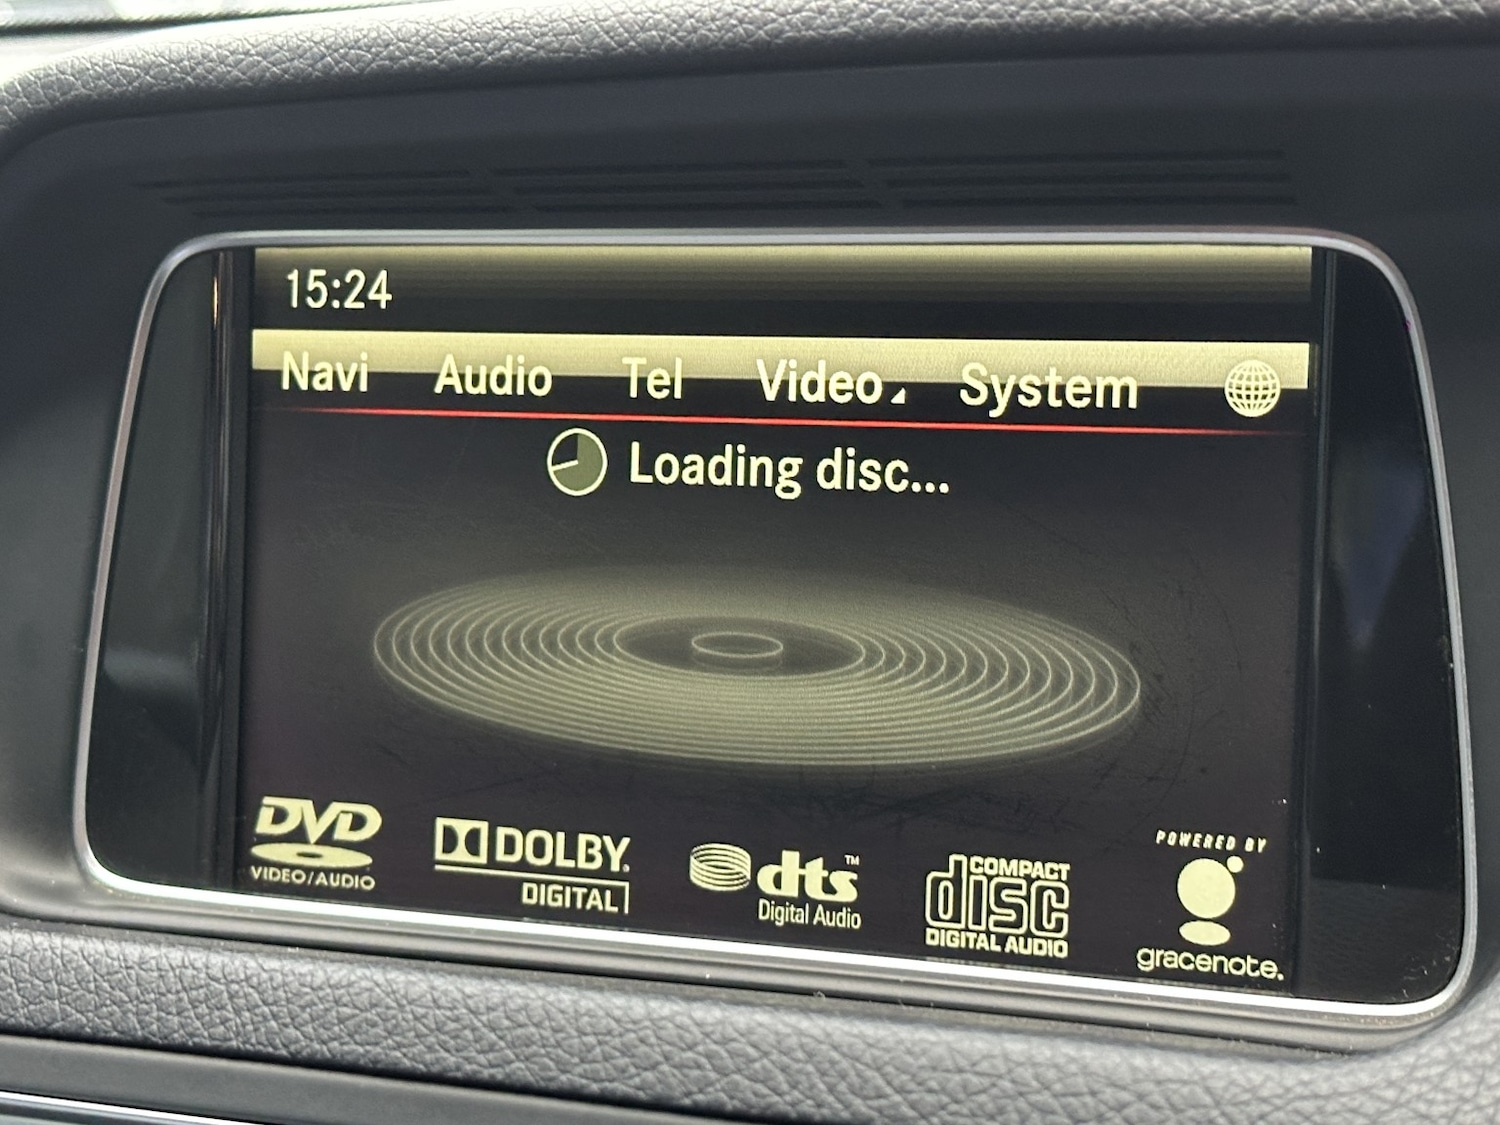 15:24
Navi Audio Tel Video System
Loading disc...
DVD
VIDEO/AUDIO
DOLBY
DIGITAL
dts™
Digital Audio
COMPACT
disc
DIGITAL AUDIO
POWERED BY
gracenote.